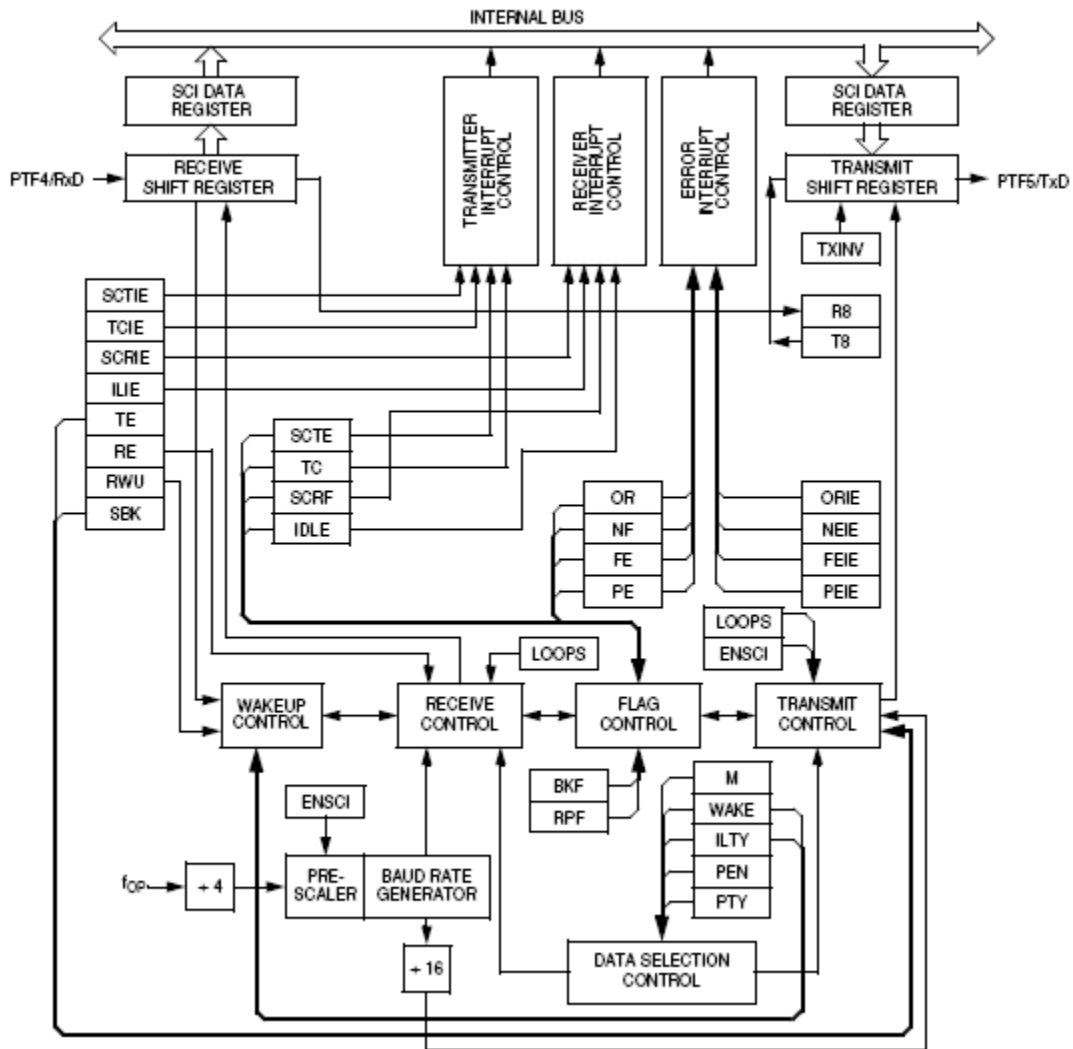 INTERNAL BUS
SCI DATA
REGISTER
SCI DATA
REGISTER
TRANSMITTER
INTERRUPT
CONTROL
RECEIVER
INTERRUPT
CONTROL
ERROR
INTERRUPT
CONTROL
PTF4/RxD
RECEIVE
SHIFT REGISTER
TRANSMIT
SHIFT REGISTER
PTF5/TxD
TXINV
SCTIE
TCIE
SCRIE
ILIE
TE
RE
RWU
SBK
R8
T8
SCTE
TC
SCRF
IDLE
OR
NF
FE
PE
ORIE
NEIE
FEIE
PEIE
LOOPS
LOOPS
ENSCI
WAKEUP
CONTROL
RECEIVE
CONTROL
FLAG
CONTROL
TRANSMIT
CONTROL
BKF
RPF
M
WAKE
ILTY
PEN
PTY
ENSCI
fOP
÷ 4
PRE-
SCALER
BAUD RATE
GENERATOR
÷ 16
DATA SELECTION
CONTROL